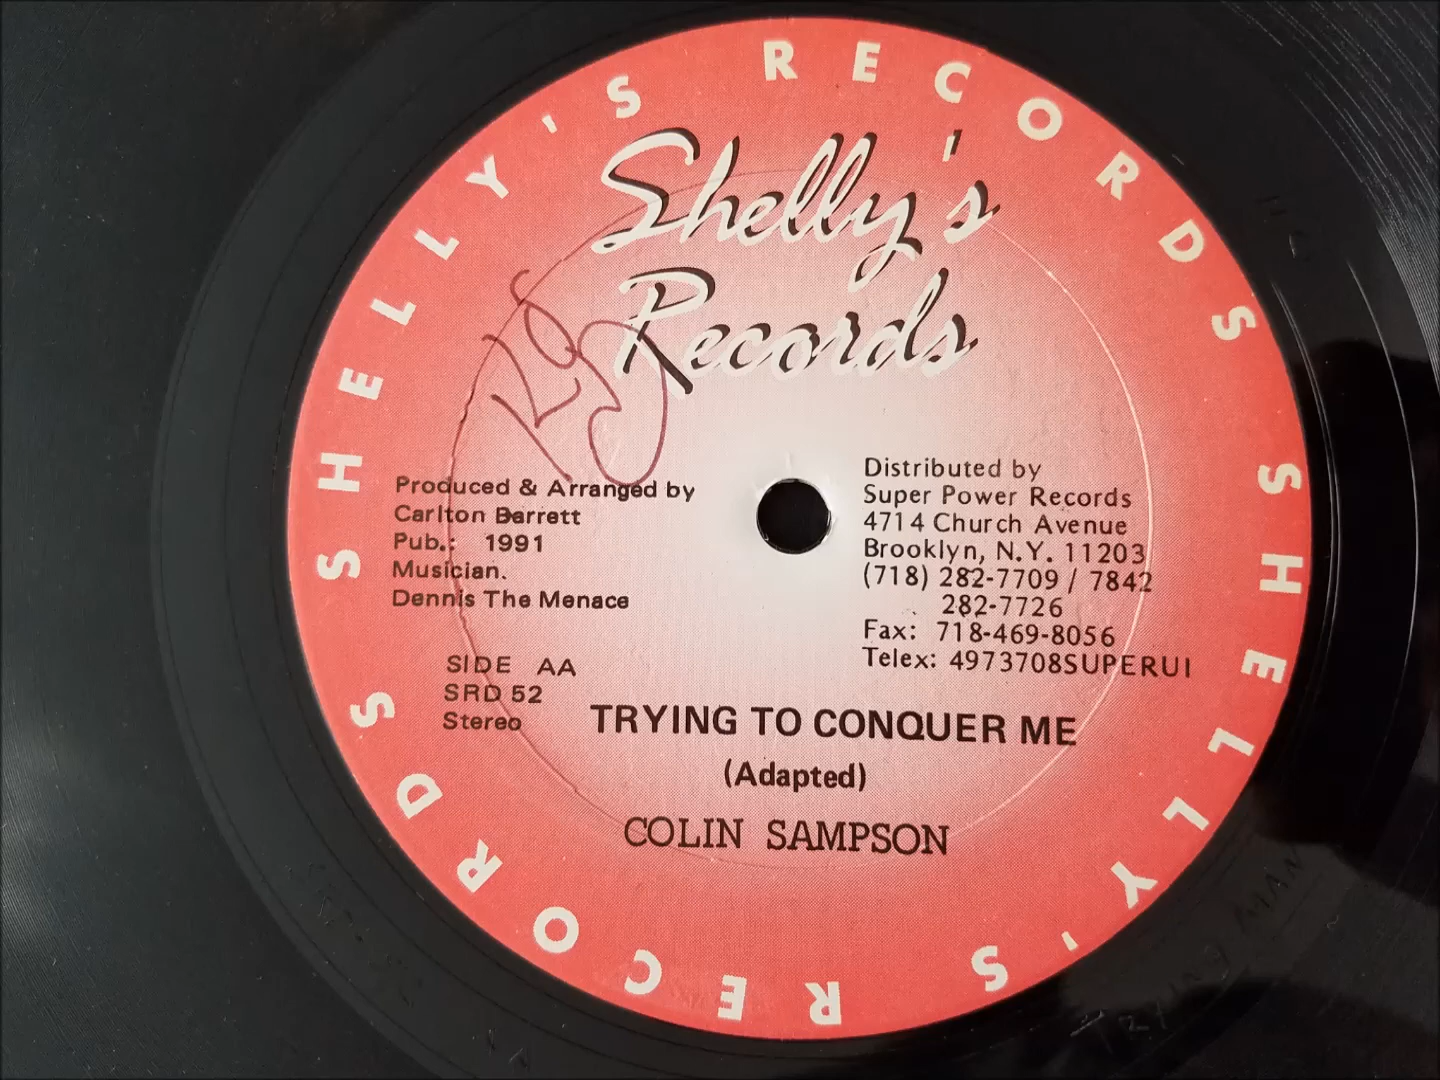 SHELLY'S RECORDS SHELLY'S RECORDS
Shelly's
Records
Produced & Arranged by
Carlton Barrett
Pub.: 1991
Musician.
Dennis The Menace
SIDE AA
SRD 52
Stereo
Distributed by
Super Power Records
4714 Church Avenue
Brooklyn, N.Y. 11203
(718) 282-7709 / 7842
282-7726
Fax: 718-469-8056
Telex: 4973708SUPERUI
TRYING TO CONQUER ME
(Adapted)
COLIN SAMPSON